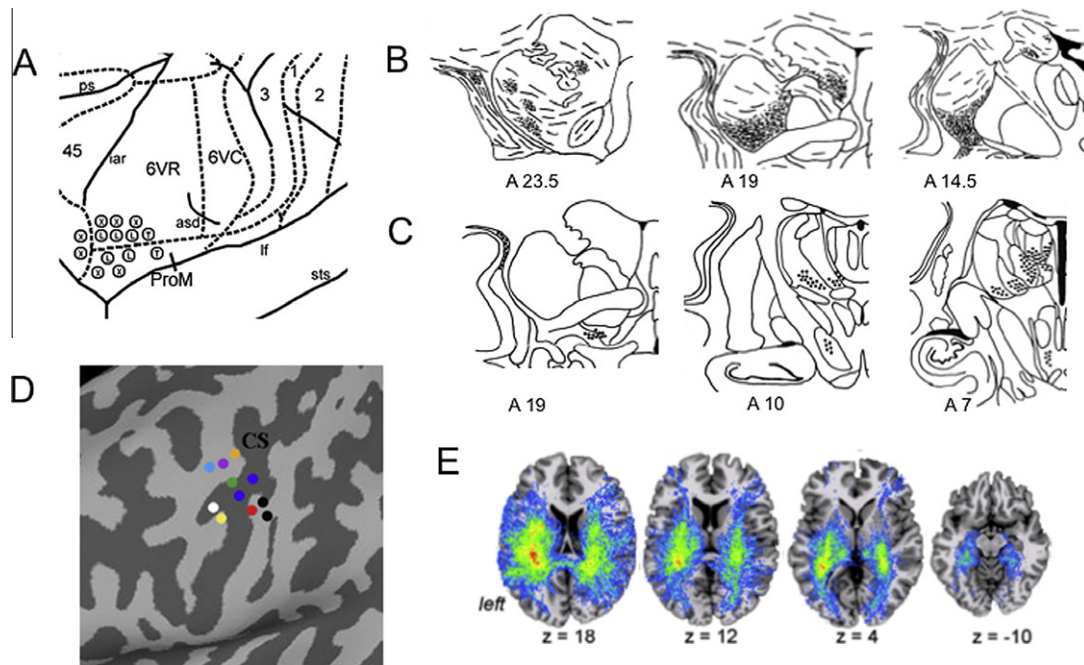 A
ps
45
iar
6VR
6VC
3
1
2
asd
X X X X
X L L L T
X L L T
X X
ProM
lf
sts
B
A 23.5
A 19
A 14.5
C
A 19
A 10
A 7
D
CS
E
left
z = 18
z = 12
z = 4
z = -10